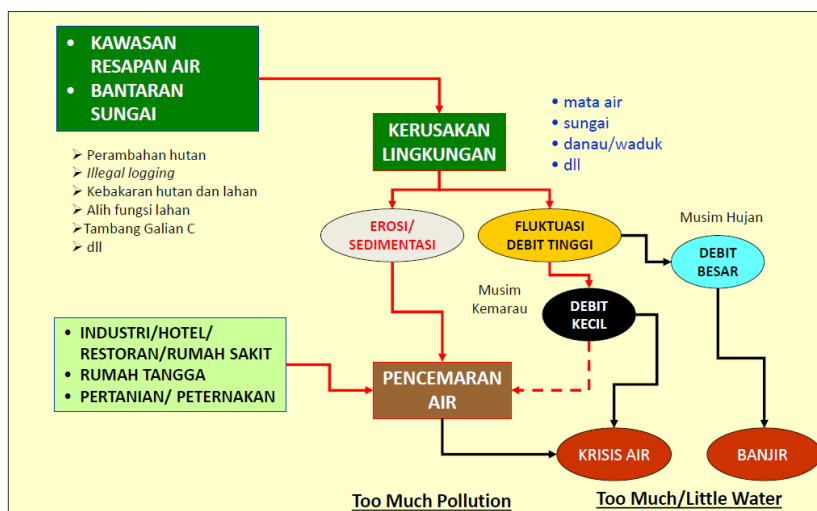 • KAWASAN
RESAPAN AIR
• BANTARAN
SUNGAI
➢ Perambahan hutan
➢ Illegal logging
➢ Kebakaran hutan dan lahan
➢ Alih fungsi lahan
➢Tambang Galian C
➢ dll
KERUSAKAN
LINGKUNGAN
• mata air
• sungai
• danau/waduk
• dll
EROSI/
SEDIMENTASI
FLUKTUASI
DEBIT TINGGI
Musim Hujan
DEBIT
BESAR
Musim
Kemarau
DEBIT
KECIL
• INDUSTRI/HOTEL/
RESTORAN/RUMAH SAKIT
• RUMAH TANGGA
• PERTANIAN/ PETERNAKAN
PENCEMARAN
AIR
KRISIS AIR
BANJIR
Too Much Pollution
Too Much/Little Water